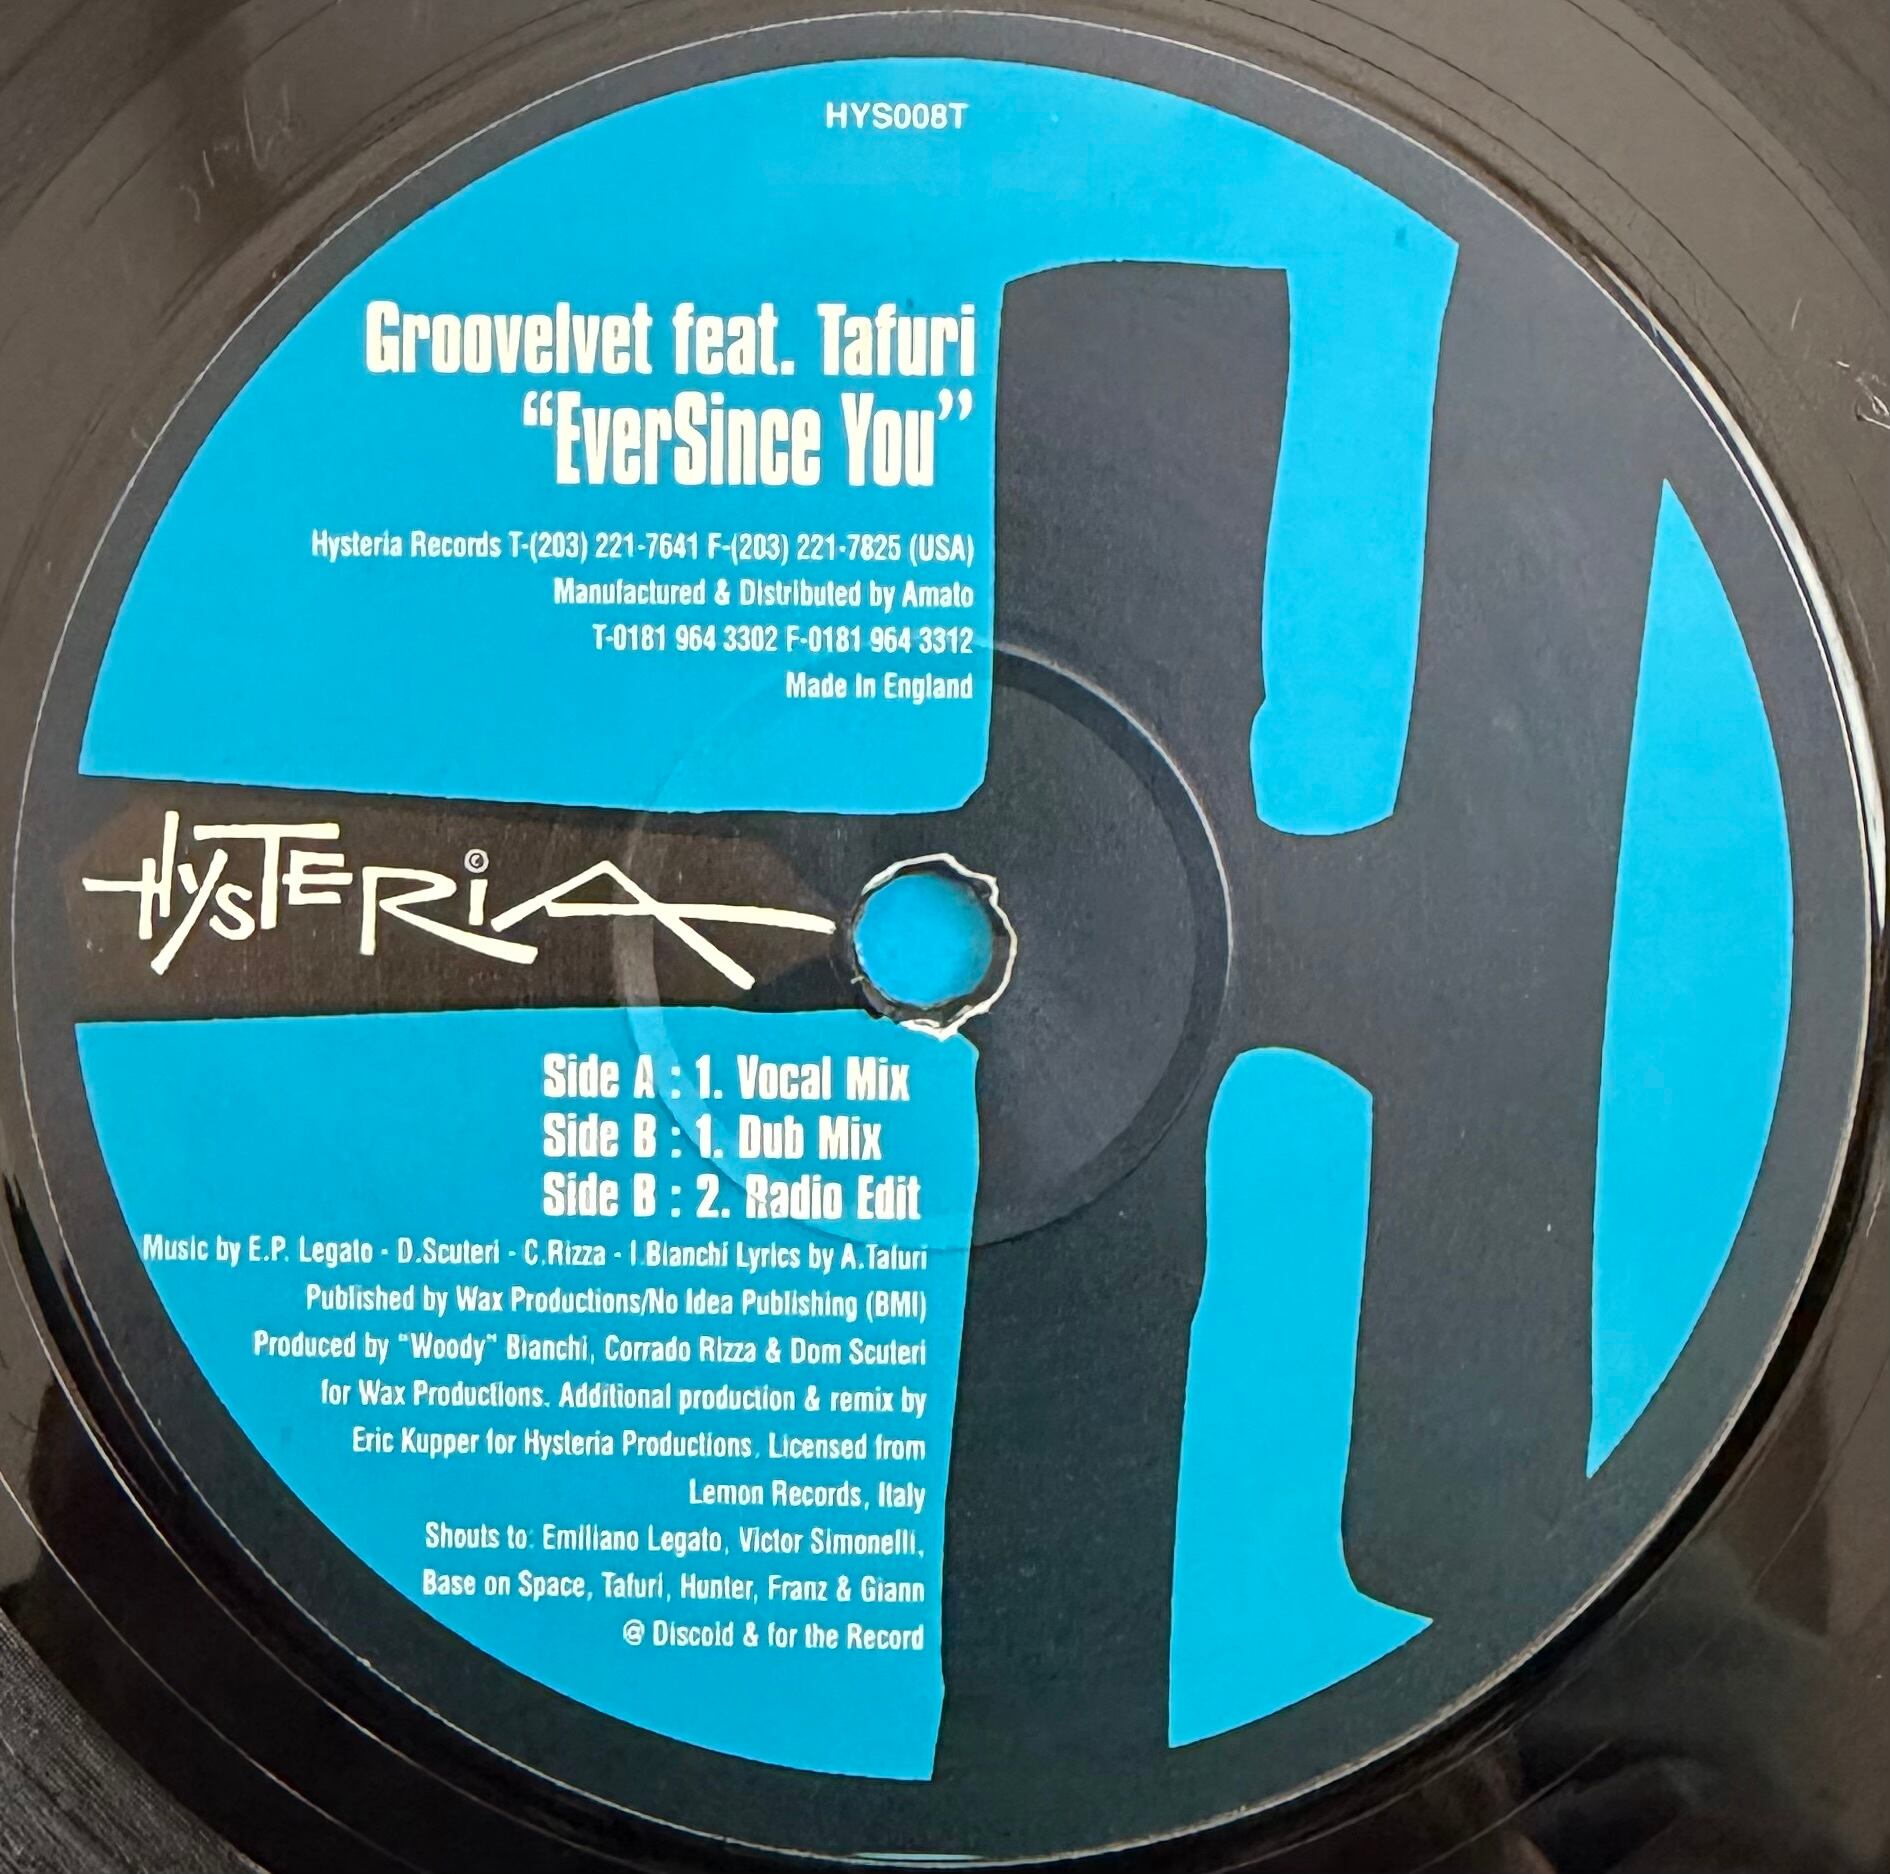 HYS008T
Groovelvet feat. Tafuri
“EverSince You”
Hysteria Records T-(203) 221-7641 F-(203) 221-7825 (USA)
Manufactured & Distributed by Amato
T-0181 964 3302 F-0181 964 3312
Made In England
HYSTERiA ©
Side A : 1. Vocal Mix
Side B : 1. Dub Mix
Side B : 2. Radio Edit
Music by E.P. Legato - D.Scuteri - C.Rizza - I.Bianchi Lyrics by A.Tafuri
Published by Wax Productions/No Idea Publishing (BMI)
Produced by "Woody" Bianchi, Corrado Rizza & Dom Scuteri
for Wax Productions. Additional production & remix by
Eric Kupper for Hysteria Productions. Licensed from
Lemon Records, Italy
Shouts to: Emiliano Legato, Victor Simonelli,
Base on Space, Tafuri, Hunter, Franz & Giann
@ Discoid & for the Record